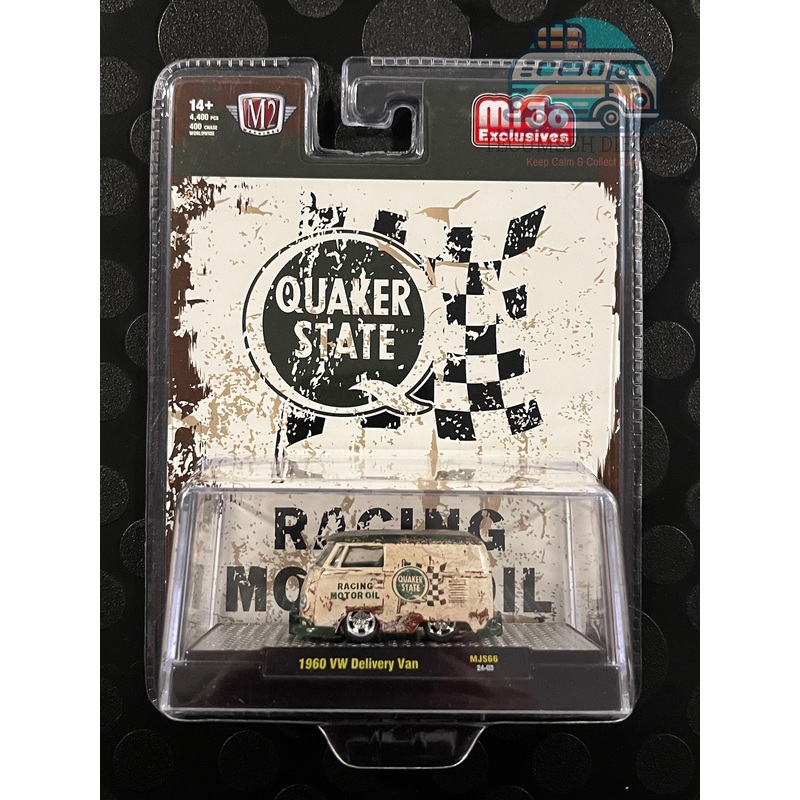 14+
4,400 PCS
400 CHASE
WORLDWIDE
M2
MACHINES
MiJo
Exclusives
Keep Calm & Collect
QUAKER
STATE
RACING
MOTOR OIL
RACING
MOTOR OIL
QUAKER
STATE
1960 VW Delivery Van
MJS66
24-03